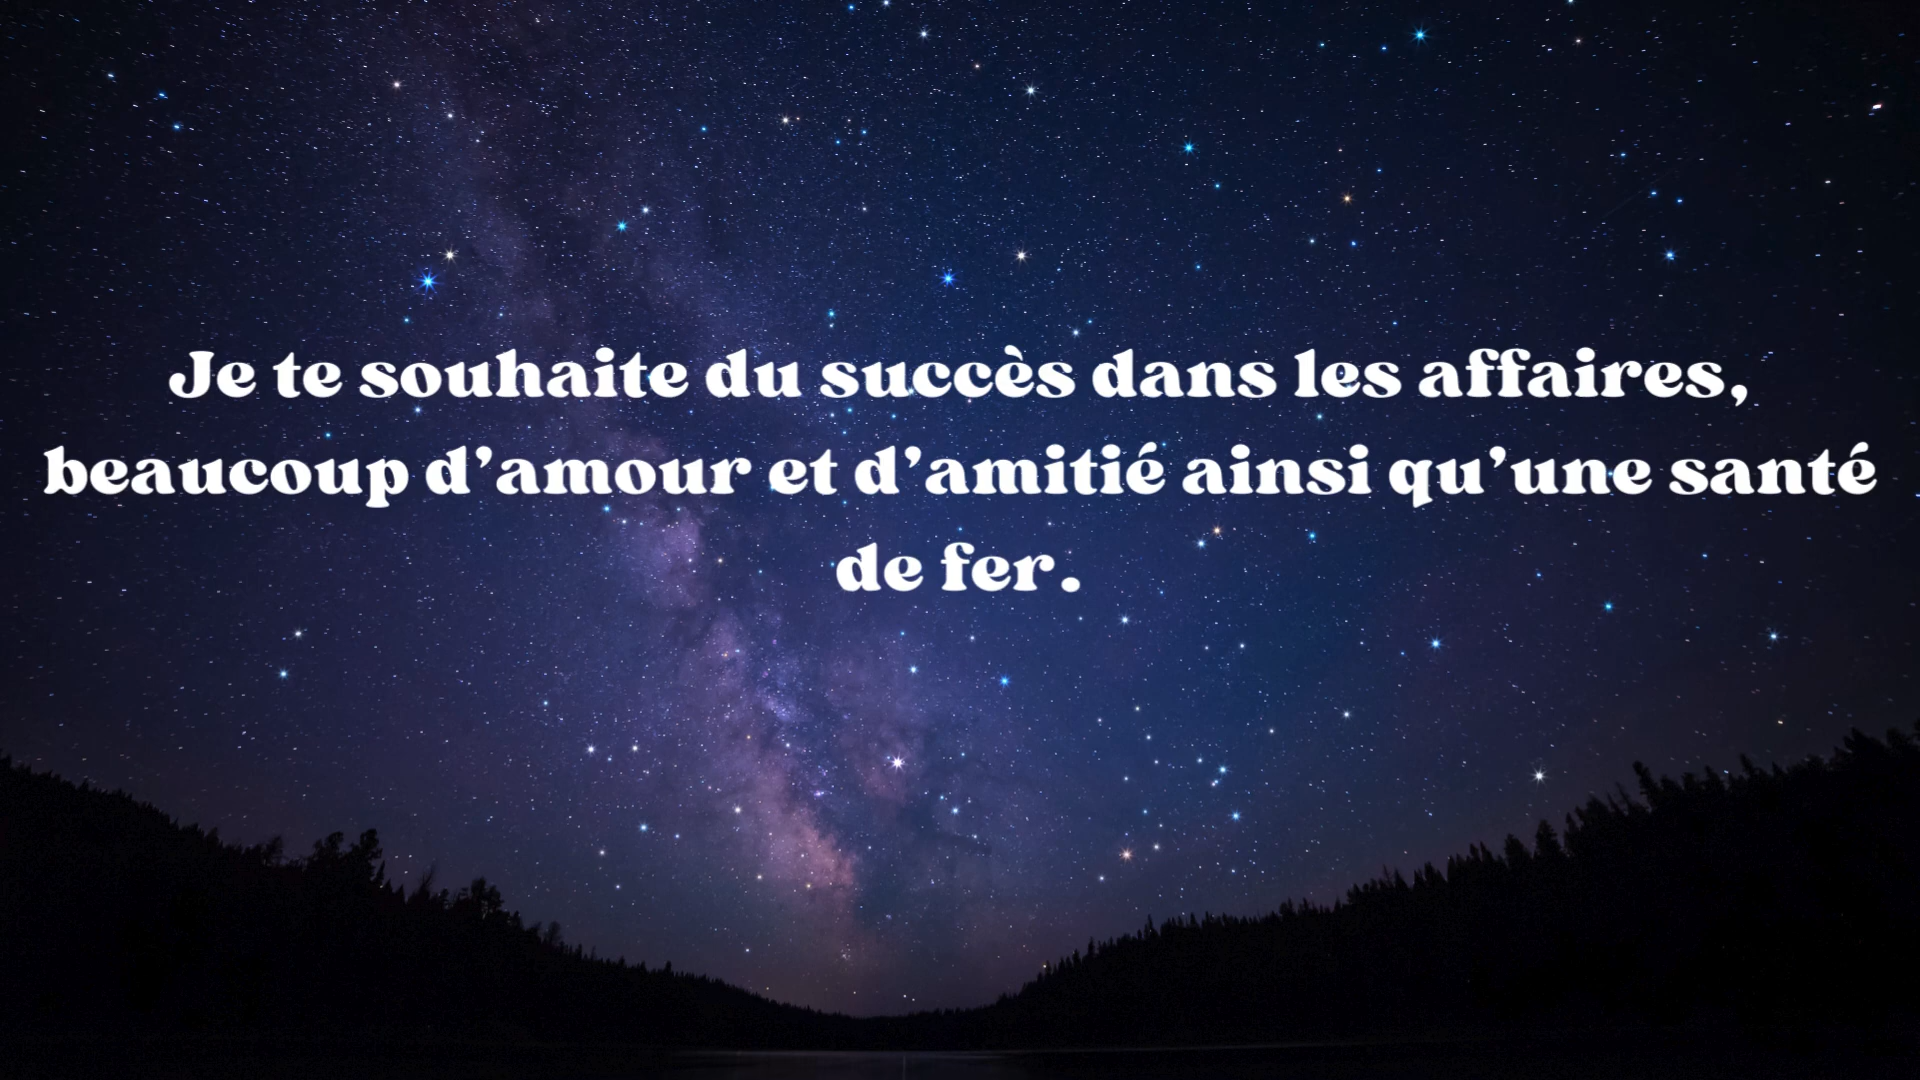 Je te souhaite du succès dans les affaires,
beaucoup d’amour et d’amitié ainsi qu’une santé
de fer.